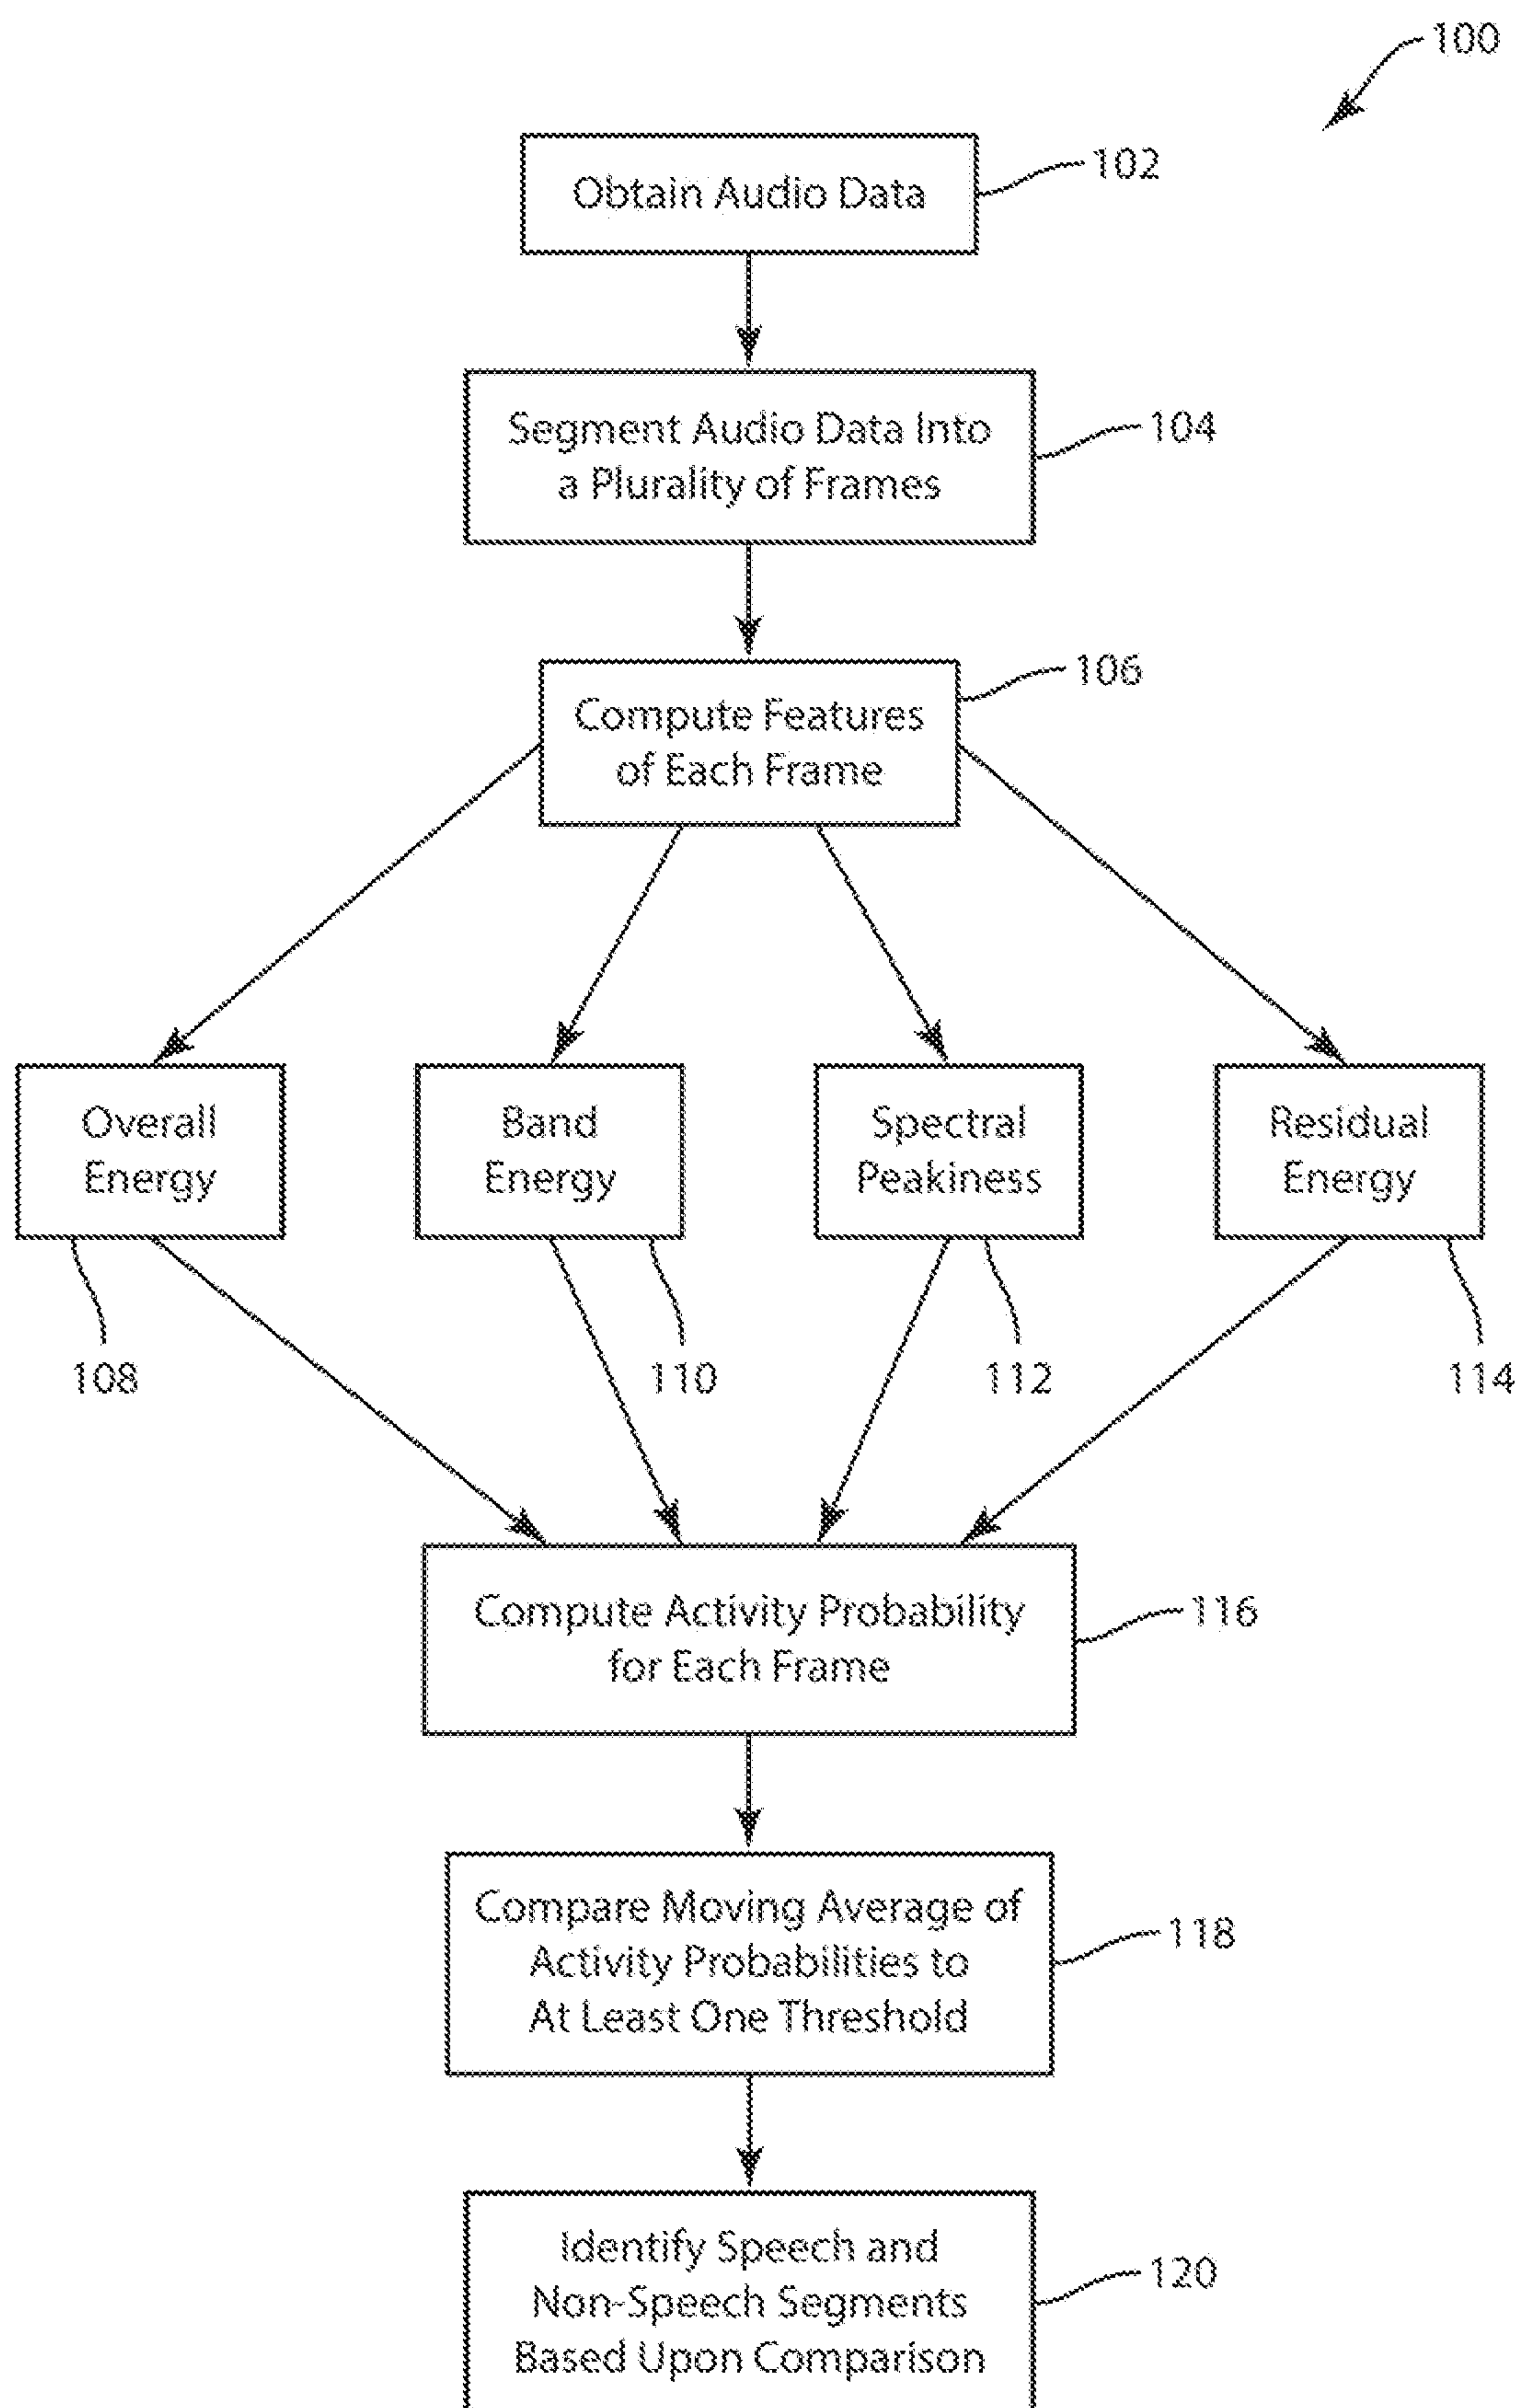 100
Obtain Audio Data
102
Segment Audio Data Into
a Plurality of Frames
104
Compute Features
of Each Frame
106
Overall
Energy
Band
Energy
Spectral
Peakiness
Residual
Energy
108
110
112
114
Compute Activity Probability
for Each Frame
116
Compare Moving Average of
Activity Probabilities to
At Least One Threshold
118
Identify Speech and
Non-Speech Segments
Based Upon Comparison
120